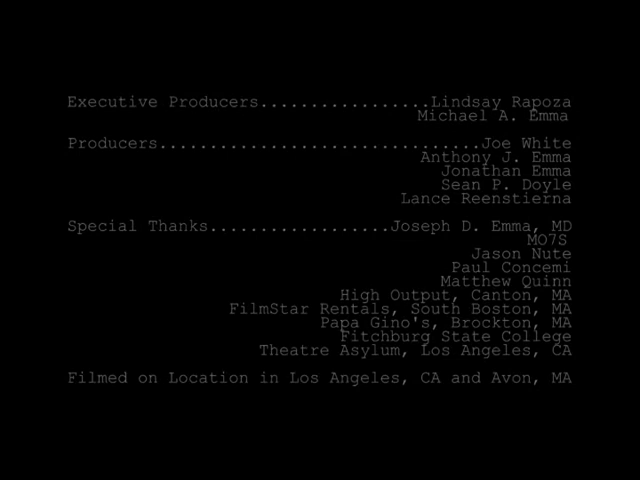 Executive Producers.................Lindsay Rapoza
Michael A. Emma
Producers................................Joe White
Anthony J. Emma
Jonathan Emma
Sean P. Doyle
Lance Reenstierna
Special Thanks..................Joseph D. Emma, MD
MO7S
Jason Nute
Paul Concemi
Matthew Quinn
High Output, Canton, MA
FilmStar Rentals, South Boston, MA
Papa Gino's, Brockton, MA
Fitchburg State College
Theatre Asylum, Los Angeles, CA
Filmed on Location in Los Angeles, CA and Avon, MA